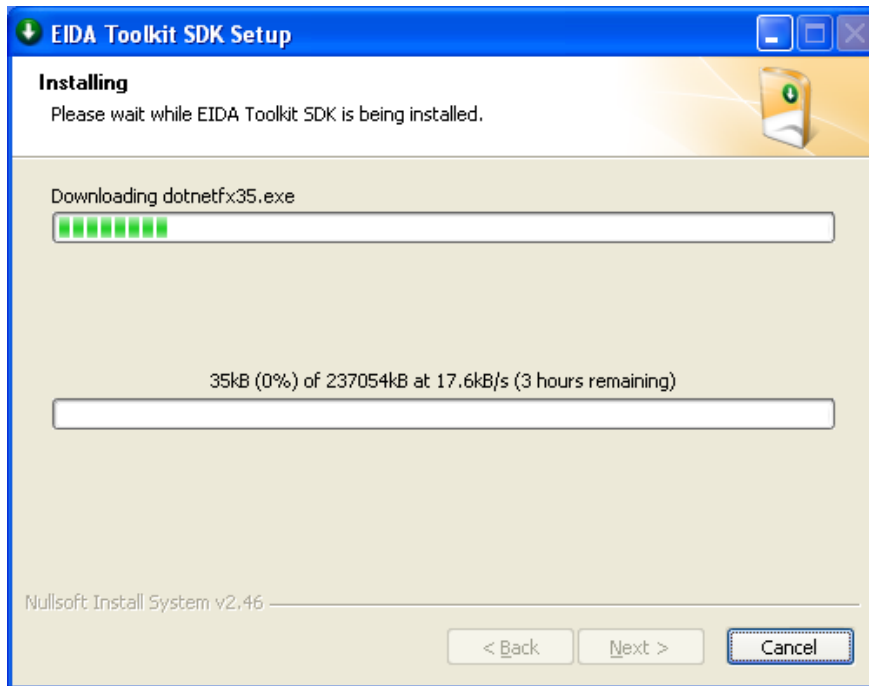 EIDA Toolkit SDK Setup
Installing
Please wait while EIDA Toolkit SDK is being installed.
Downloading dotnetfx35.exe
35kB (0%) of 237054kB at 17.6kB/s (3 hours remaining)
Nullsoft Install System v2.46
< Back Next > Cancel